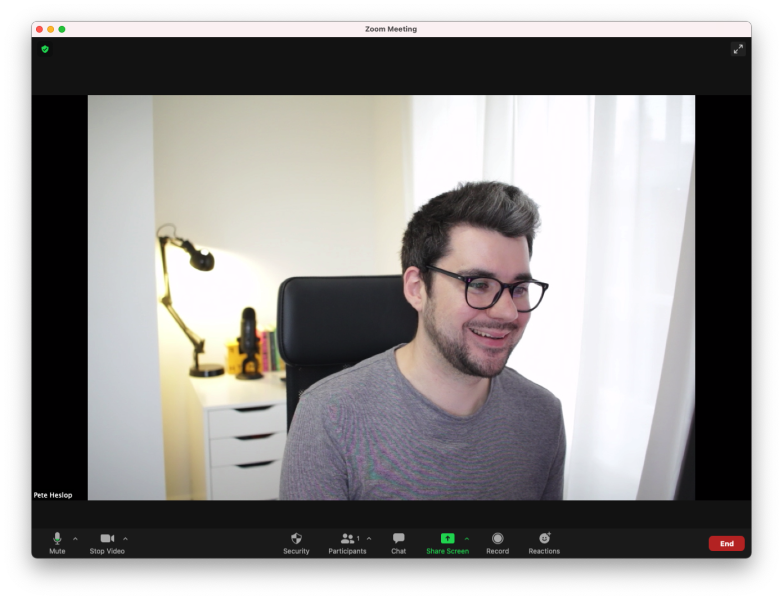 Zoom Meeting
Pete Heslop
Mute
Stop Video
Security
Participants
1
Chat
Share Screen
Record
Reactions
End